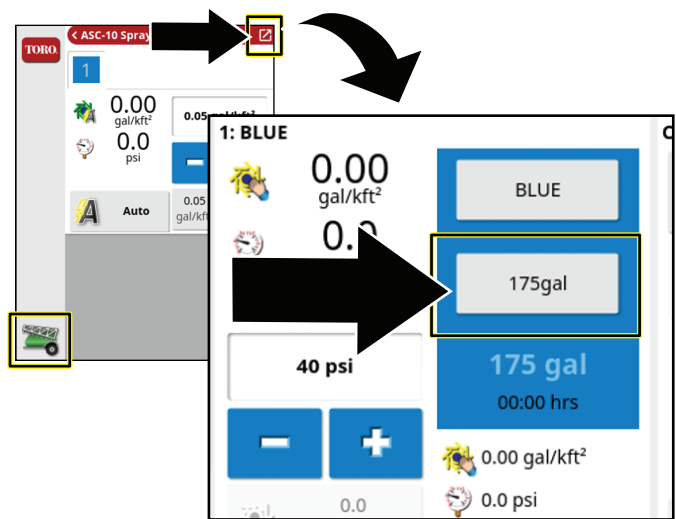 TORO.
< ASC-10 Spray
1
0.00
gal/kft²
0.0
psi
A Auto
0.05
gal/kf
1: BLUE
0.00
gal/kft²
BLUE
175gal
40 psi
175 gal
00:00 hrs
0.00 gal/kft²
0.0 psi
0.0